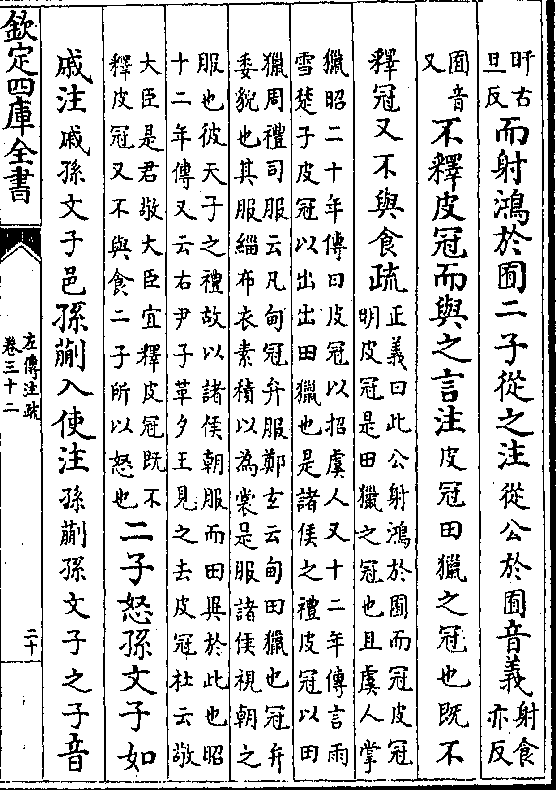 旰古
旦反
而射鴻於囿二子從之注從公於囿音義
射食
亦反
囿音
又
不釋皮冠而與之言注皮冠田獵之冠也既不
釋冠又不與食疏
正義曰此公射鴻於囿而冠皮冠
明皮冠是田獵之冠也且虞人掌
獵昭二十年傳曰皮冠以招虞人又十二年傳言雨
雪楚子皮冠以出出田獵也是諸侯之禮皮冠以田
獵周禮司服云凡甸冠弁服鄭玄云甸田獵也冠弁
委貌也其服緇布衣素積以為裳是服諸侯視朝之
服也彼天子之禮故以諸侯朝服而田異於此也昭
十二年傳又云右尹子革夕王見之去皮冠杜云敬
大臣是君敬大臣宜釋皮冠既不
釋皮冠又不與食二子所以怒也
二子怒孫文子如
戚注戚孫文子邑孫蒯入使注孫蒯孫文子之子音
欽定四庫全書
左傳注疏
卷三十二
二十